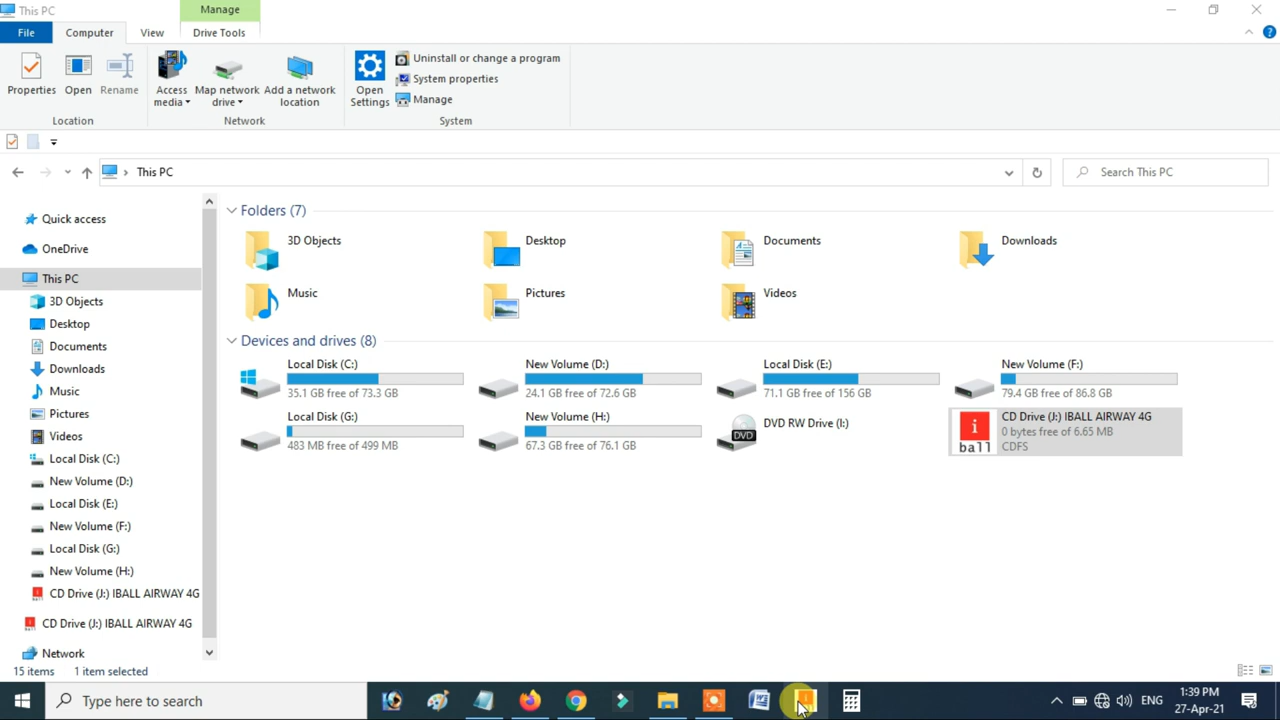 This PC
Manage
File
Computer
View
Drive Tools
Properties
Open
Rename
Location
Access media
Map network drive
Add a network location
Network
Open Settings
Uninstall or change a program
System properties
Manage
System
This PC
Search This PC
Quick access
OneDrive
This PC
3D Objects
Desktop
Documents
Downloads
Music
Pictures
Videos
Local Disk (C:)
New Volume (D:)
Local Disk (E:)
New Volume (F:)
Local Disk (G:)
New Volume (H:)
CD Drive (J:) IBALL AIRWAY 4G
CD Drive (J:) IBALL AIRWAY 4G
Network
Folders (7)
3D Objects
Desktop
Documents
Downloads
Music
Pictures
Videos
Devices and drives (8)
Local Disk (C:)
35.1 GB free of 73.3 GB
New Volume (D:)
24.1 GB free of 72.6 GB
Local Disk (E:)
71.1 GB free of 156 GB
New Volume (F:)
79.4 GB free of 86.8 GB
Local Disk (G:)
483 MB free of 499 MB
New Volume (H:)
67.3 GB free of 76.1 GB
DVD
DVD RW Drive (I:)
i
ball
CD Drive (J:) IBALL AIRWAY 4G
0 bytes free of 6.65 MB
CDFS
15 items
1 item selected
Type here to search
ENG
1:39 PM
27-Apr-21